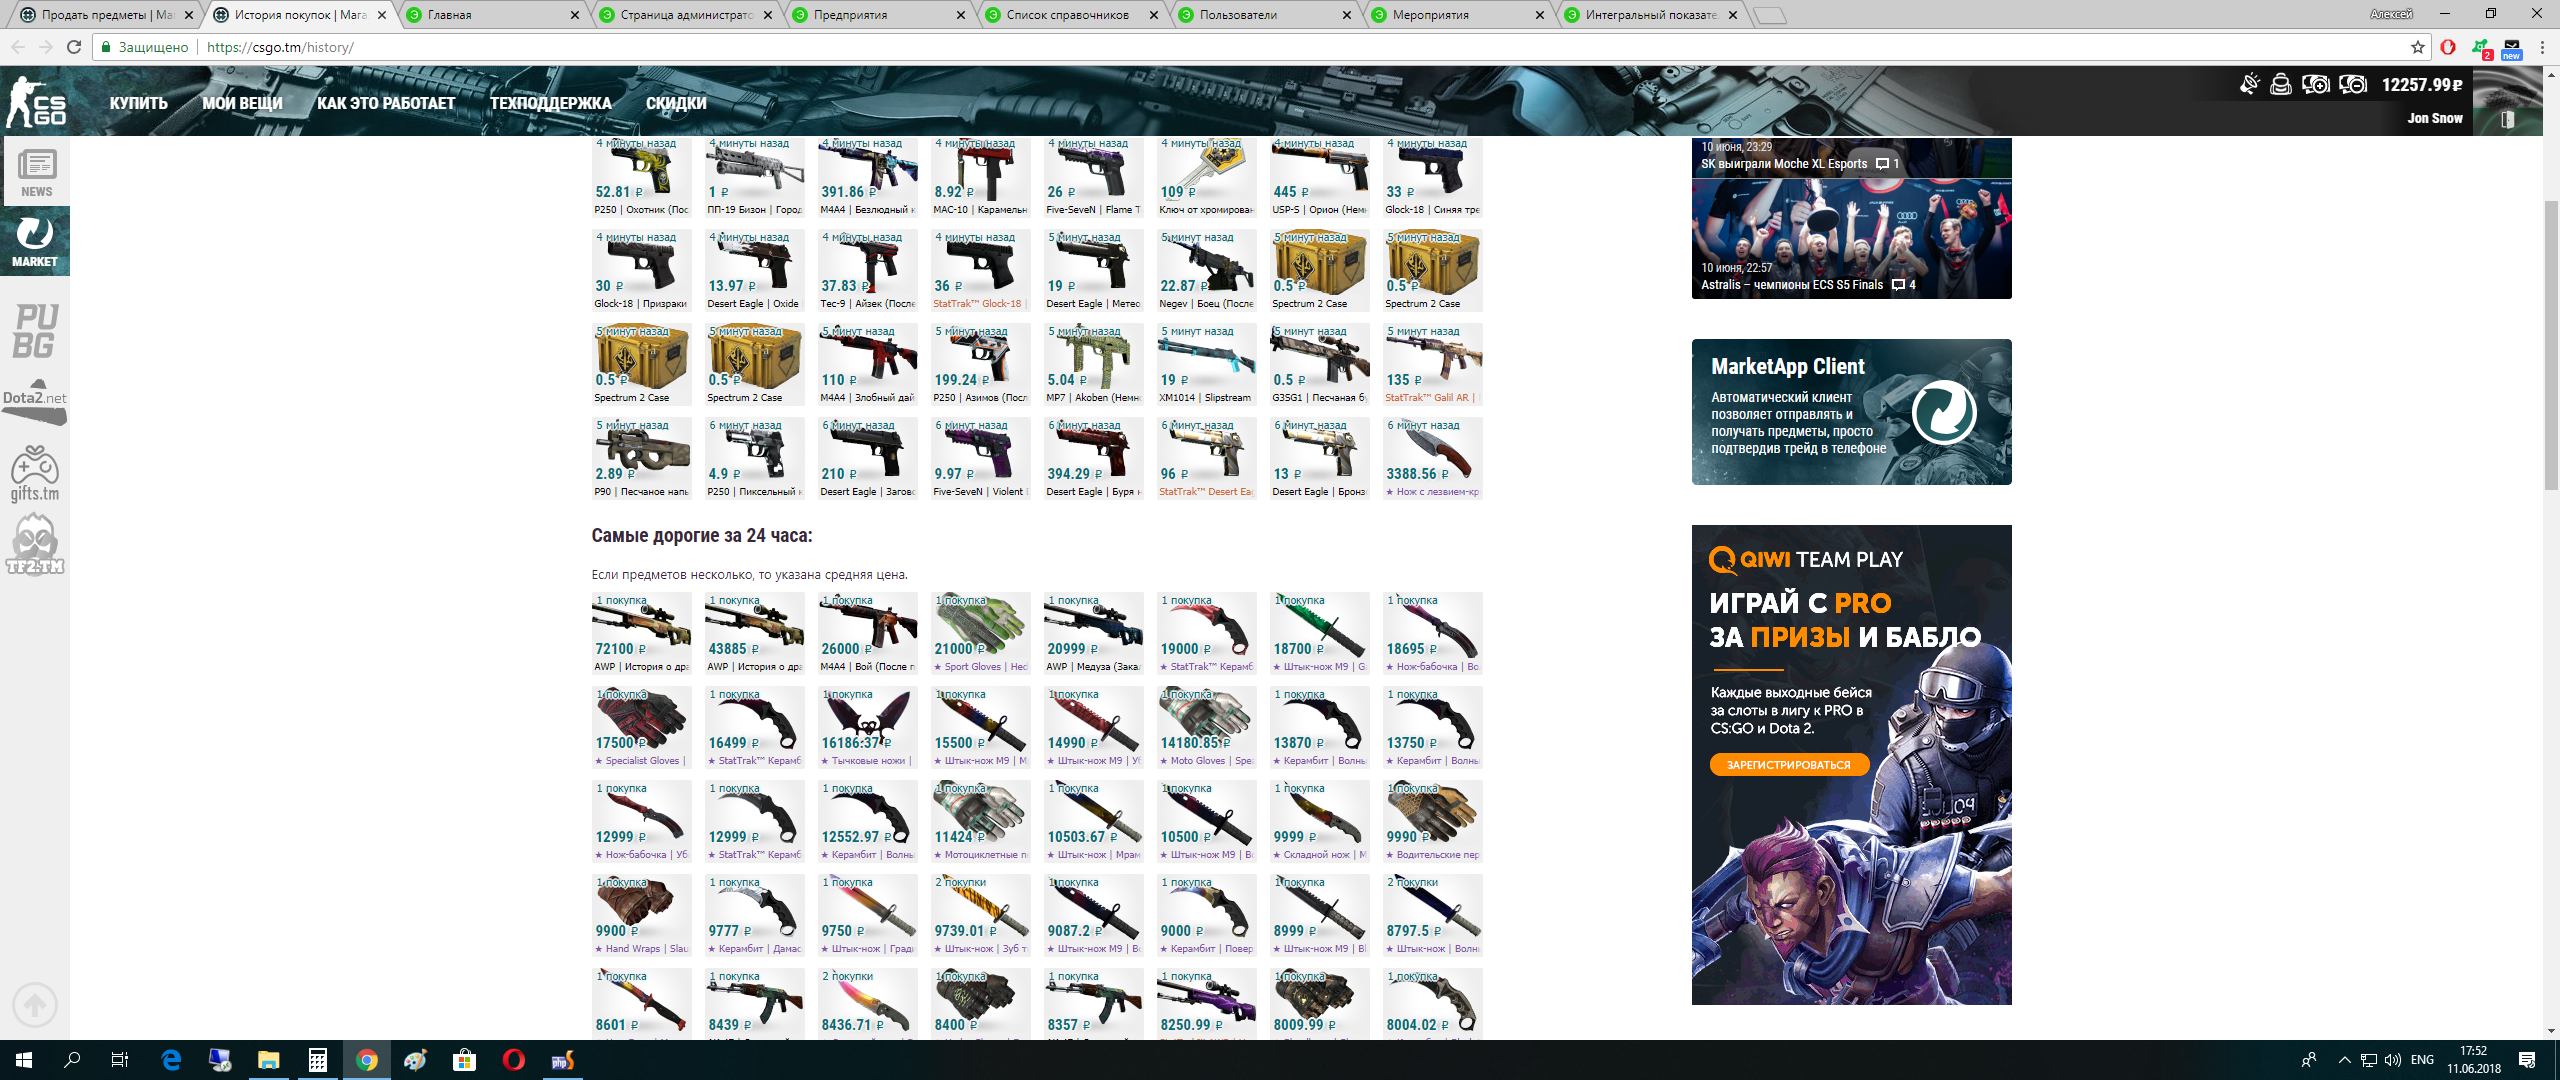 Продать предметы | Маг
История покупок | Мага
Главная
Страница администрато
Предприятия
Список справочников
Пользователи
Мероприятия
Интегральный показате
Алексей
Защищено
https://csgo.tm/history/
2
new
CS GO
КУПИТЬ
МОИ ВЕЩИ
КАК ЭТО РАБОТАЕТ
ТЕХПОДДЕРЖКА
СКИДКИ
12257.99 ₽
Jon Snow
NEWS
MARKET
PU
BG
Dota2.net
gifts.tm
TF2.TM
4 минуты назад 4 минуты назад 4 минуты назад 4 минуты назад 4 минуты назад 4 минуты назад 4 минуты назад 4 минуты назад
52.81 ₽ 1 ₽ 391.86 ₽ 8.92 ₽ 26 ₽ 109 ₽ 445 ₽ 33 ₽
P250 | Охотник (Пос ПП-19 Бизон | Город M4A4 | Безлюдный к MAC-10 | Карамельн Five-SeveN | Flame T Ключ от хромирован USP-S | Орион (Нем Glock-18 | Синяя тре
4 минуты назад 4 минуты назад 4 минуты назад 4 минуты назад 5 минут назад 5 минут назад 5 минут назад 5 минут назад
30 ₽ 13.97 ₽ 37.83 ₽ 36 ₽ 19 ₽ 22.87 ₽ 0.5 ₽ 0.5 ₽
Glock-18 | Призраки Desert Eagle | Oxide Tec-9 | Айзек (После StatTrak™ Glock-18 | Desert Eagle | Метео Negev | Боец (После Spectrum 2 Case Spectrum 2 Case
5 минут назад 5 минут назад 5 минут назад 5 минут назад 5 минут назад 5 минут назад 5 минут назад 5 минут назад
0.5 ₽ 0.5 ₽ 110 ₽ 199.24 ₽ 5.04 ₽ 19 ₽ 0.5 ₽ 135 ₽
Spectrum 2 Case Spectrum 2 Case M4A4 | Злобный дай P250 | Азимов (Посл MP7 | Akoben (Немн XM1014 | Slipstream G3SG1 | Песчаная бу StatTrak™ Galil AR |
5 минут назад 6 минут назад 6 минут назад 6 минут назад 6 минут назад 6 минут назад 6 минут назад 6 минут назад
2.89 ₽ 4.9 ₽ 210 ₽ 9.97 ₽ 394.29 ₽ 96 ₽ 13 ₽ 3388.56 ₽
P90 | Песчаное напы P250 | Пиксельный к Desert Eagle | Загово Five-SeveN | Violent Desert Eagle | Буря н StatTrak™ Desert Eag Desert Eagle | Бронз ★ Нож с лезвием-кр
Самые дорогие за 24 часа:
Если предметов несколько, то указана средняя цена.
1 покупка 1 покупка 1 покупка 1 покупка 1 покупка 1 покупка 1 покупка 1 покупка
72100 ₽ 43885 ₽ 26000 ₽ 21000 ₽ 20999 ₽ 19000 ₽ 18700 ₽ 18695 ₽
AWP | История о дра AWP | История о дра M4A4 | Вой (После п ★ Sport Gloves | Hed AWP | Медуза (Зака ★ StatTrak™ Керамб ★ Штык-нож M9 | Ga ★ Нож-бабочка | Во
1 покупка 1 покупка 1 покупка 1 покупка 1 покупка 1 покупка 1 покупка 1 покупка
17500 ₽ 16499 ₽ 16186.37 ₽ 15500 ₽ 14990 ₽ 14180.85 ₽ 13870 ₽ 13750 ₽
★ Specialist Gloves | ★ StatTrak™ Керамб ★ Тычковые ножи | ★ Штык-нож M9 | М ★ Штык-нож M9 | Уб ★ Moto Gloves | Spe ★ Керамбит | Волны ★ Керамбит | Волны
1 покупка 1 покупка 1 покупка 1 покупка 1 покупка 1 покупка 1 покупка 1 покупка
12999 ₽ 12999 ₽ 12552.97 ₽ 11424 ₽ 10503.67 ₽ 10500 ₽ 9999 ₽ 9990 ₽
★ Нож-бабочка | Уб ★ StatTrak™ Керамб ★ Керамбит | Волны ★ Мотоциклетные п ★ Штык-нож | Мрам ★ Штык-нож M9 | Во ★ Складной нож | М ★ Водительские пер
1 покупка 1 покупка 1 покупка 2 покупки 1 покупка 1 покупка 1 покупка 2 покупки
9900 ₽ 9777 ₽ 9750 ₽ 9739.01 ₽ 9087.2 ₽ 9000 ₽ 8999 ₽ 8797.5 ₽
★ Hand Wraps | Slau ★ Керамбит | Дамас ★ Штык-нож | Гради ★ Штык-нож | Зуб т ★ Штык-нож M9 | Во ★ Керамбит | Повер ★ Штык-нож M9 | Bl ★ Штык-нож | Волн
1 покупка 1 покупка 2 покупки 1 покупка 1 покупка 1 покупка 1 покупка 1 покупка
8601 ₽ 8439 ₽ 8436.71 ₽ 8400 ₽ 8357 ₽ 8250.99 ₽ 8009.99 ₽ 8004.02 ₽
10 июня, 23:29
SK выиграли Moche XL Esports 1
10 июня, 22:57
Astralis – чемпионы ECS S5 Finals 4
MarketApp Client
Автоматический клиент
позволяет отправлять и
получать предметы, просто
подтвердив трейд в телефоне
QIWI TEAM PLAY
ИГРАЙ С PRO
ЗА ПРИЗЫ И БАБЛО
Каждые выходные бейся
за слоты в лигу к PRO в
CS:GO и Dota 2.
ЗАРЕГИСТРИРОВАТЬСЯ
POLICE
php
ENG
17:52
11.06.2018